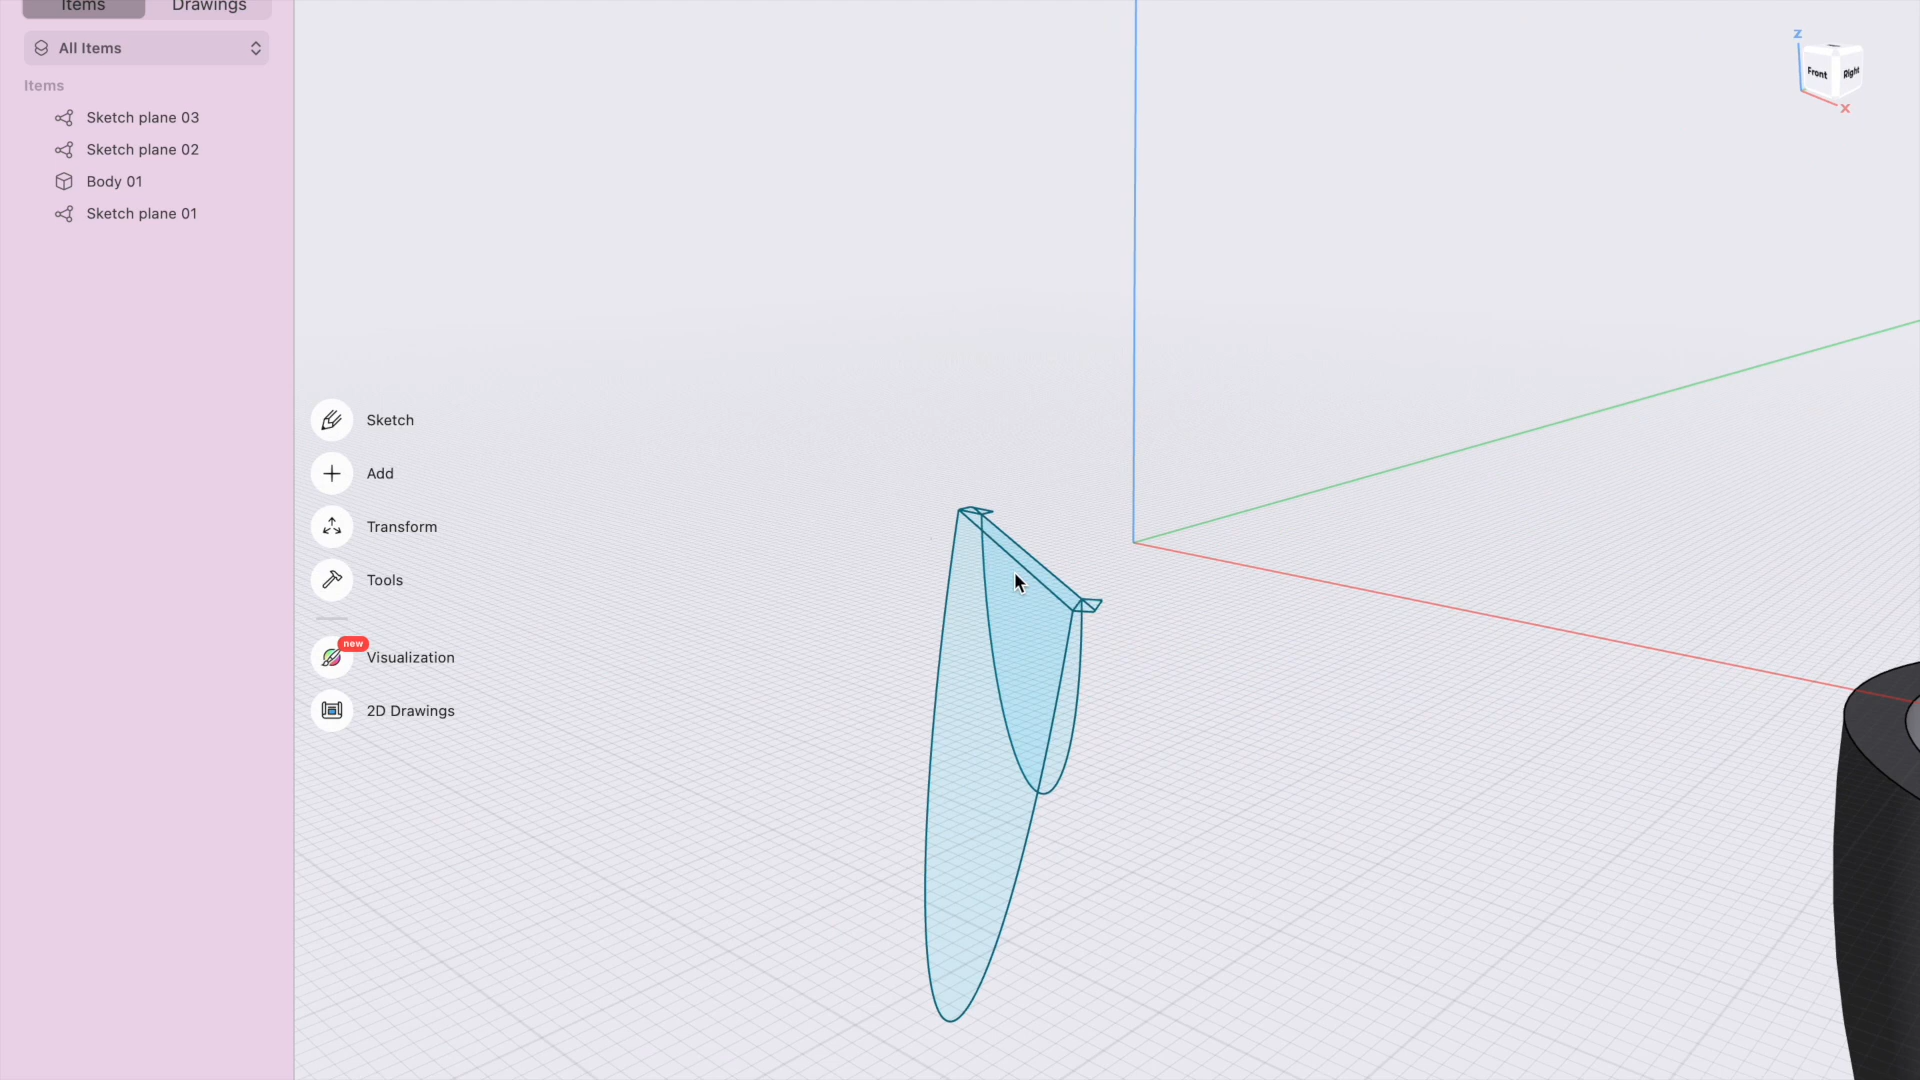 Items Drawings
All Items
Items
Sketch plane 03
Sketch plane 02
Body 01
Sketch plane 01
Sketch
Add
Transform
Tools
new
Visualization
2D Drawings
Z
Front Right
X